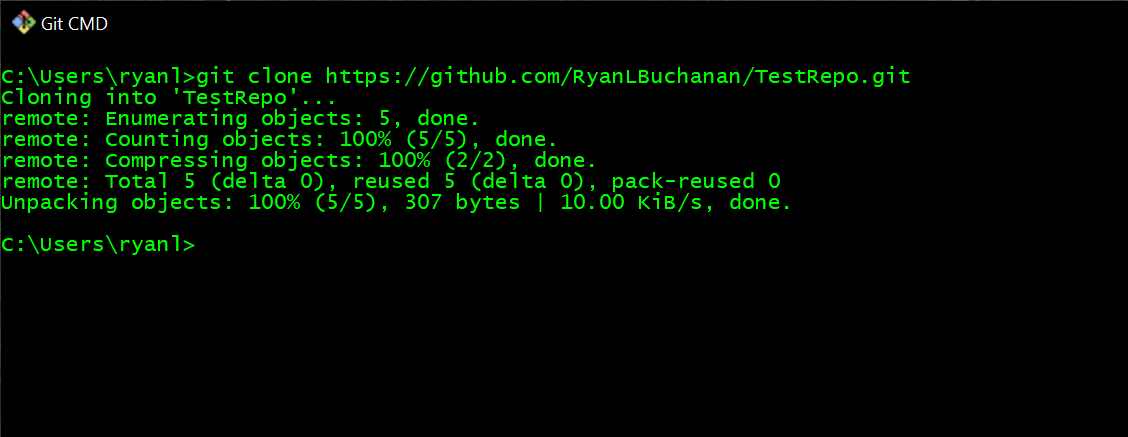 Git CMD
C:\Users\ryanl>git clone https://github.com/RyanLBuchanan/TestRepo.git
Cloning into 'TestRepo'...
remote: Enumerating objects: 5, done.
remote: Counting objects: 100% (5/5), done.
remote: Compressing objects: 100% (2/2), done.
remote: Total 5 (delta 0), reused 5 (delta 0), pack-reused 0
Unpacking objects: 100% (5/5), 307 bytes | 10.00 KiB/s, done.
C:\Users\ryanl>